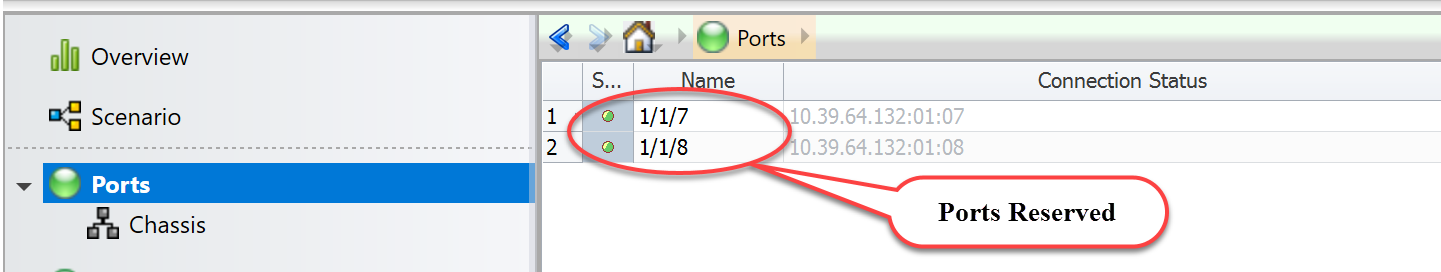 Overview
Scenario
Ports
Chassis
Ports
S... Name Connection Status
1 1/1/7 10.39.64.132:01:07
2 1/1/8 10.39.64.132:01:08
Ports Reserved